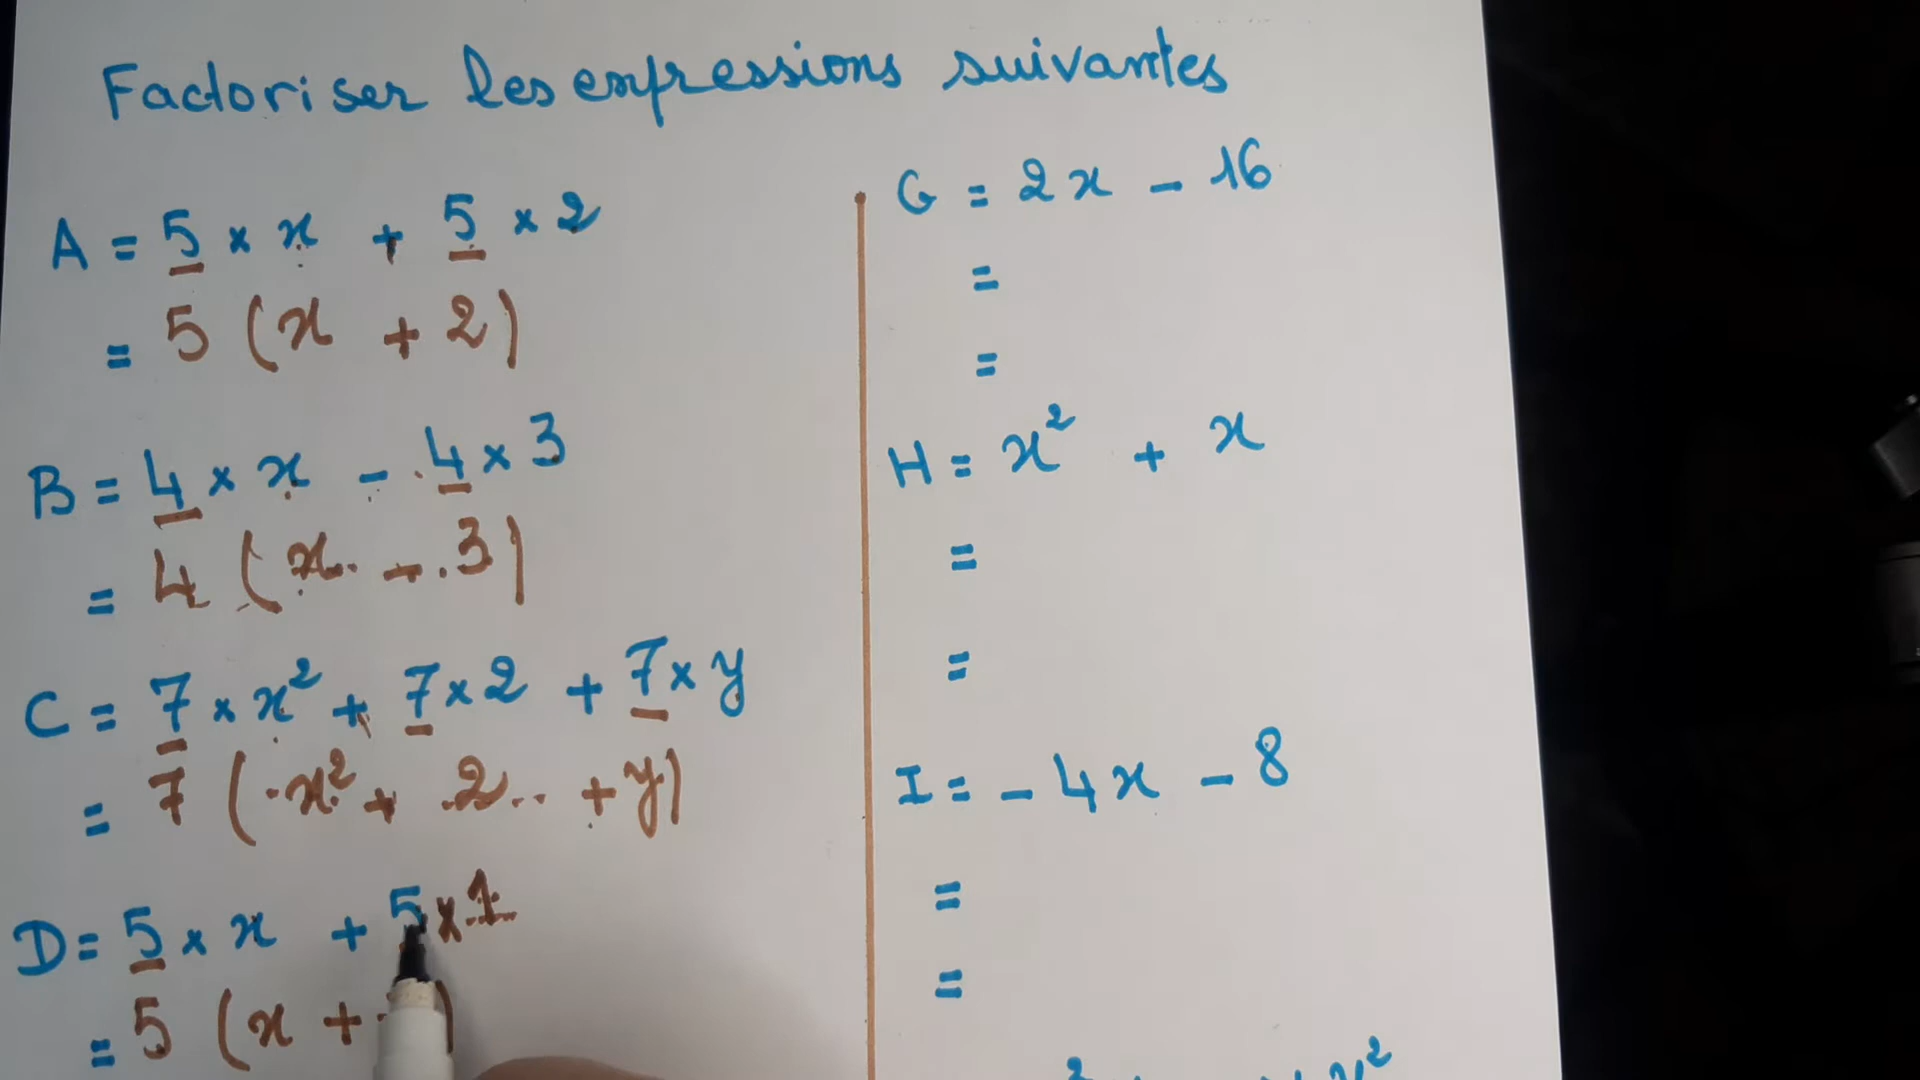 Factoriser les expressions suivantes
A = 5 × x + 5 × 2
= 5 (x + 2)
B = 4 × x - 4 × 3
= 4 (x - 3)
C = 7 × x² + 7 × 2 + 7 × y
= 7 (x² + 2 + y)
D = 5 × x + 5 × 1
= 5 (x + )
G = 2x - 16
=
=
H = x² + x
=
=
I = - 4x - 8
=
=